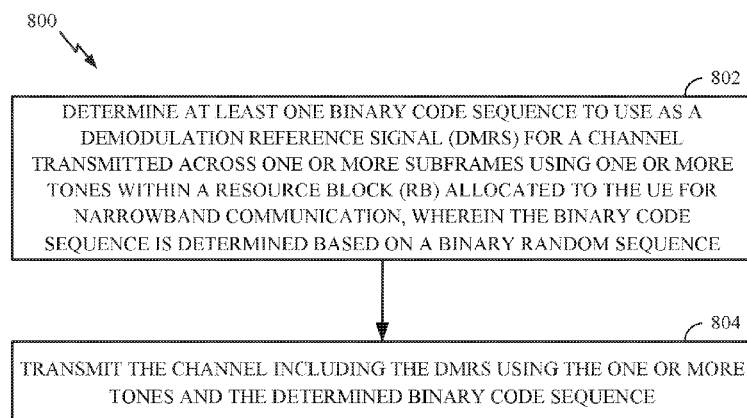 800
802
DETERMINE AT LEAST ONE BINARY CODE SEQUENCE TO USE AS A
DEMODULATION REFERENCE SIGNAL (DMRS) FOR A CHANNEL
TRANSMITTED ACROSS ONE OR MORE SUBFRAMES USING ONE OR MORE
TONES WITHIN A RESOURCE BLOCK (RB) ALLOCATED TO THE UE FOR
NARROWBAND COMMUNICATION, WHEREIN THE BINARY CODE
SEQUENCE IS DETERMINED BASED ON A BINARY RANDOM SEQUENCE
804
TRANSMIT THE CHANNEL INCLUDING THE DMRS USING THE ONE OR MORE
TONES AND THE DETERMINED BINARY CODE SEQUENCE